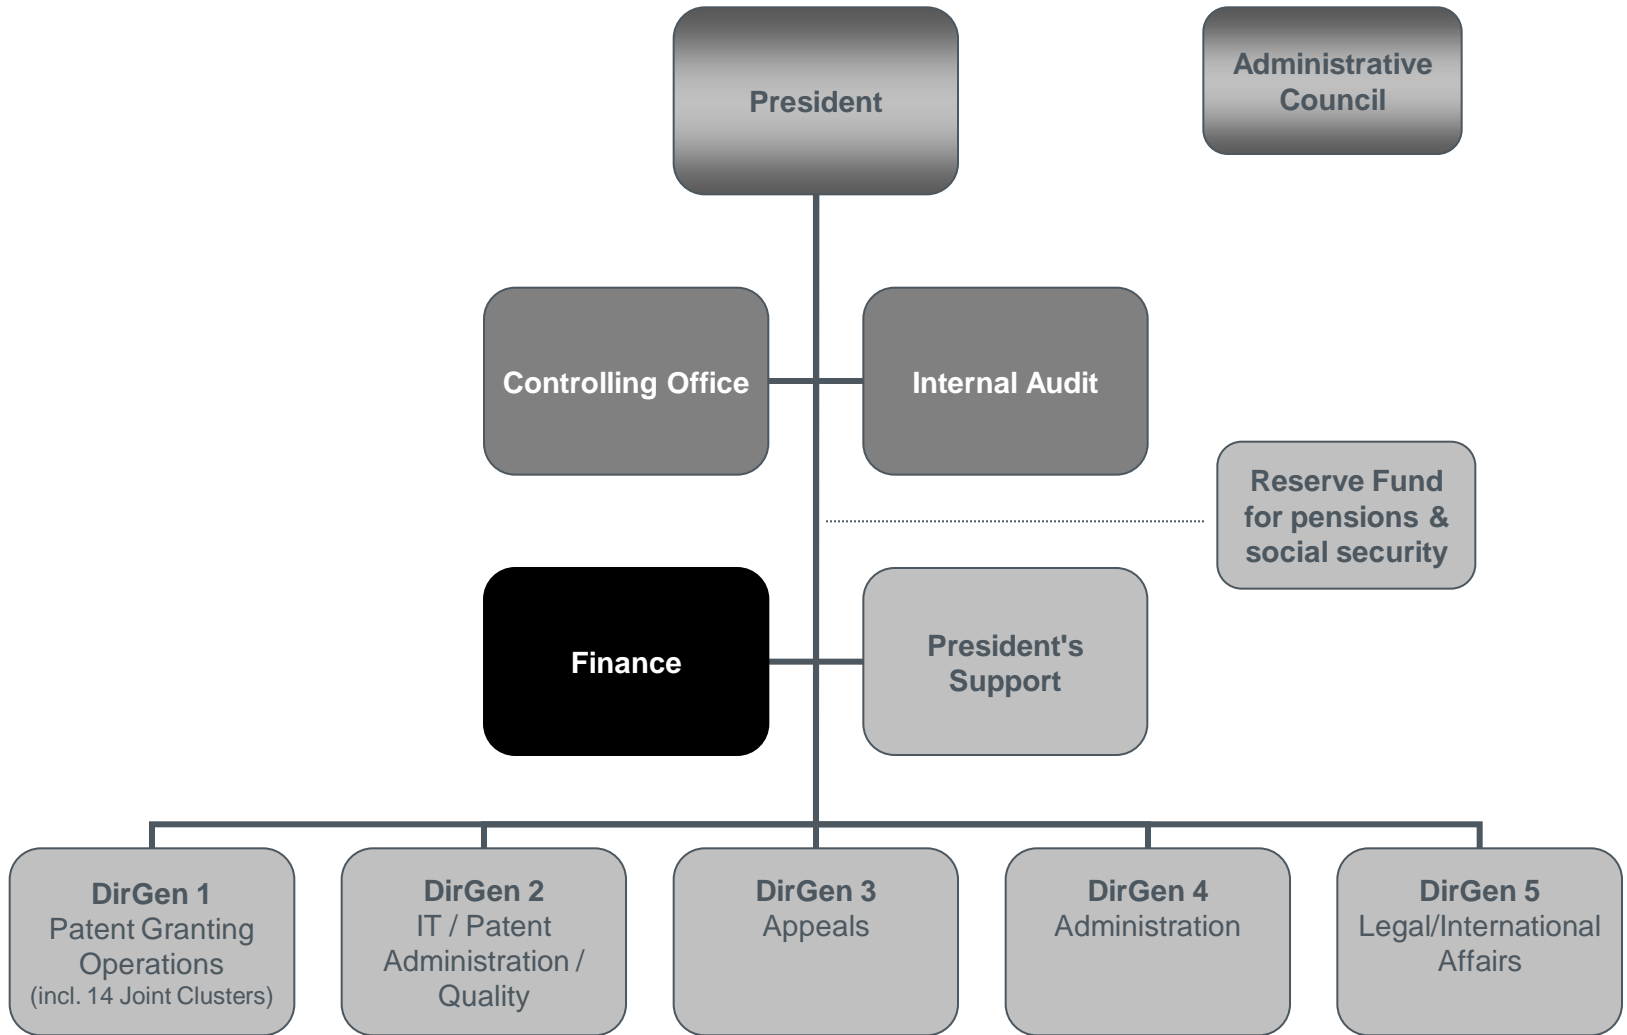 President
Administrative
Council
Controlling Office
Internal Audit
Reserve Fund
for pensions &
social security
Finance
President's
Support
DirGen 1
Patent Granting
Operations
(incl. 14 Joint Clusters)
DirGen 2
IT / Patent
Administration /
Quality
DirGen 3
Appeals
DirGen 4
Administration
DirGen 5
Legal/International
Affairs